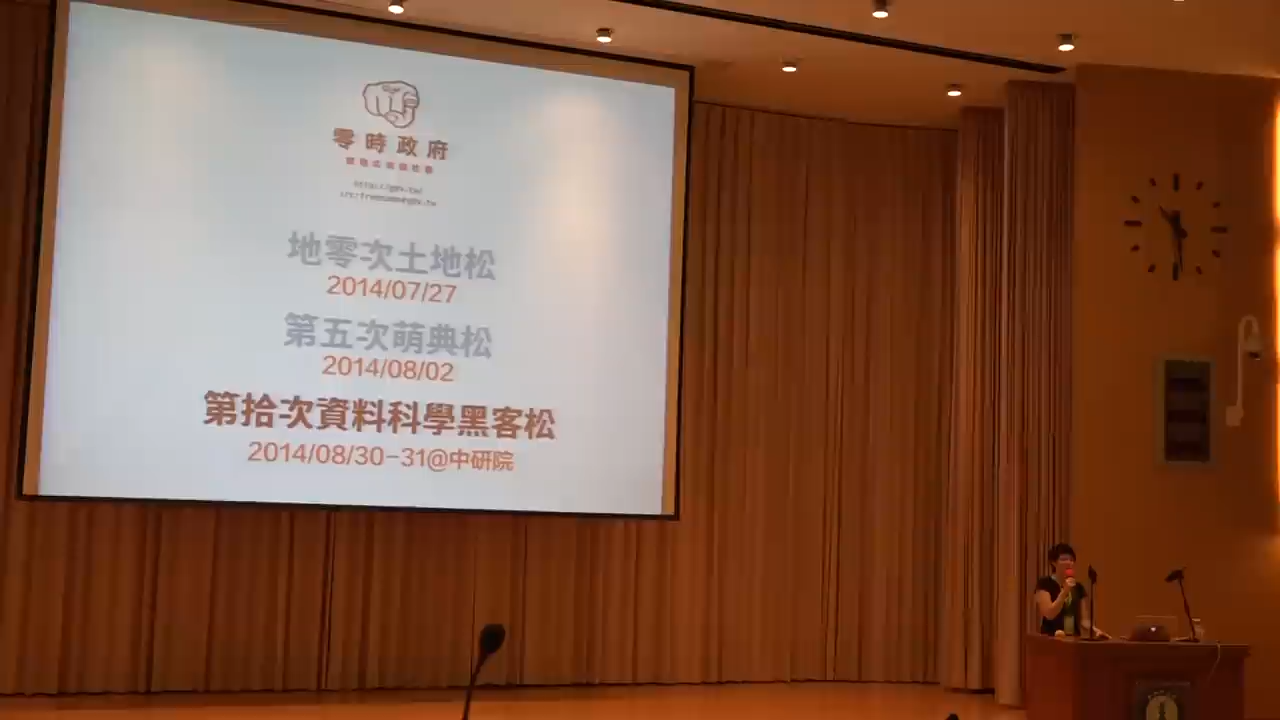 零時政府
地零次土地松
2014/07/27
第五次萌典松
2014/08/02
第拾次資料科學黑客松
2014/08/30-31@中研院